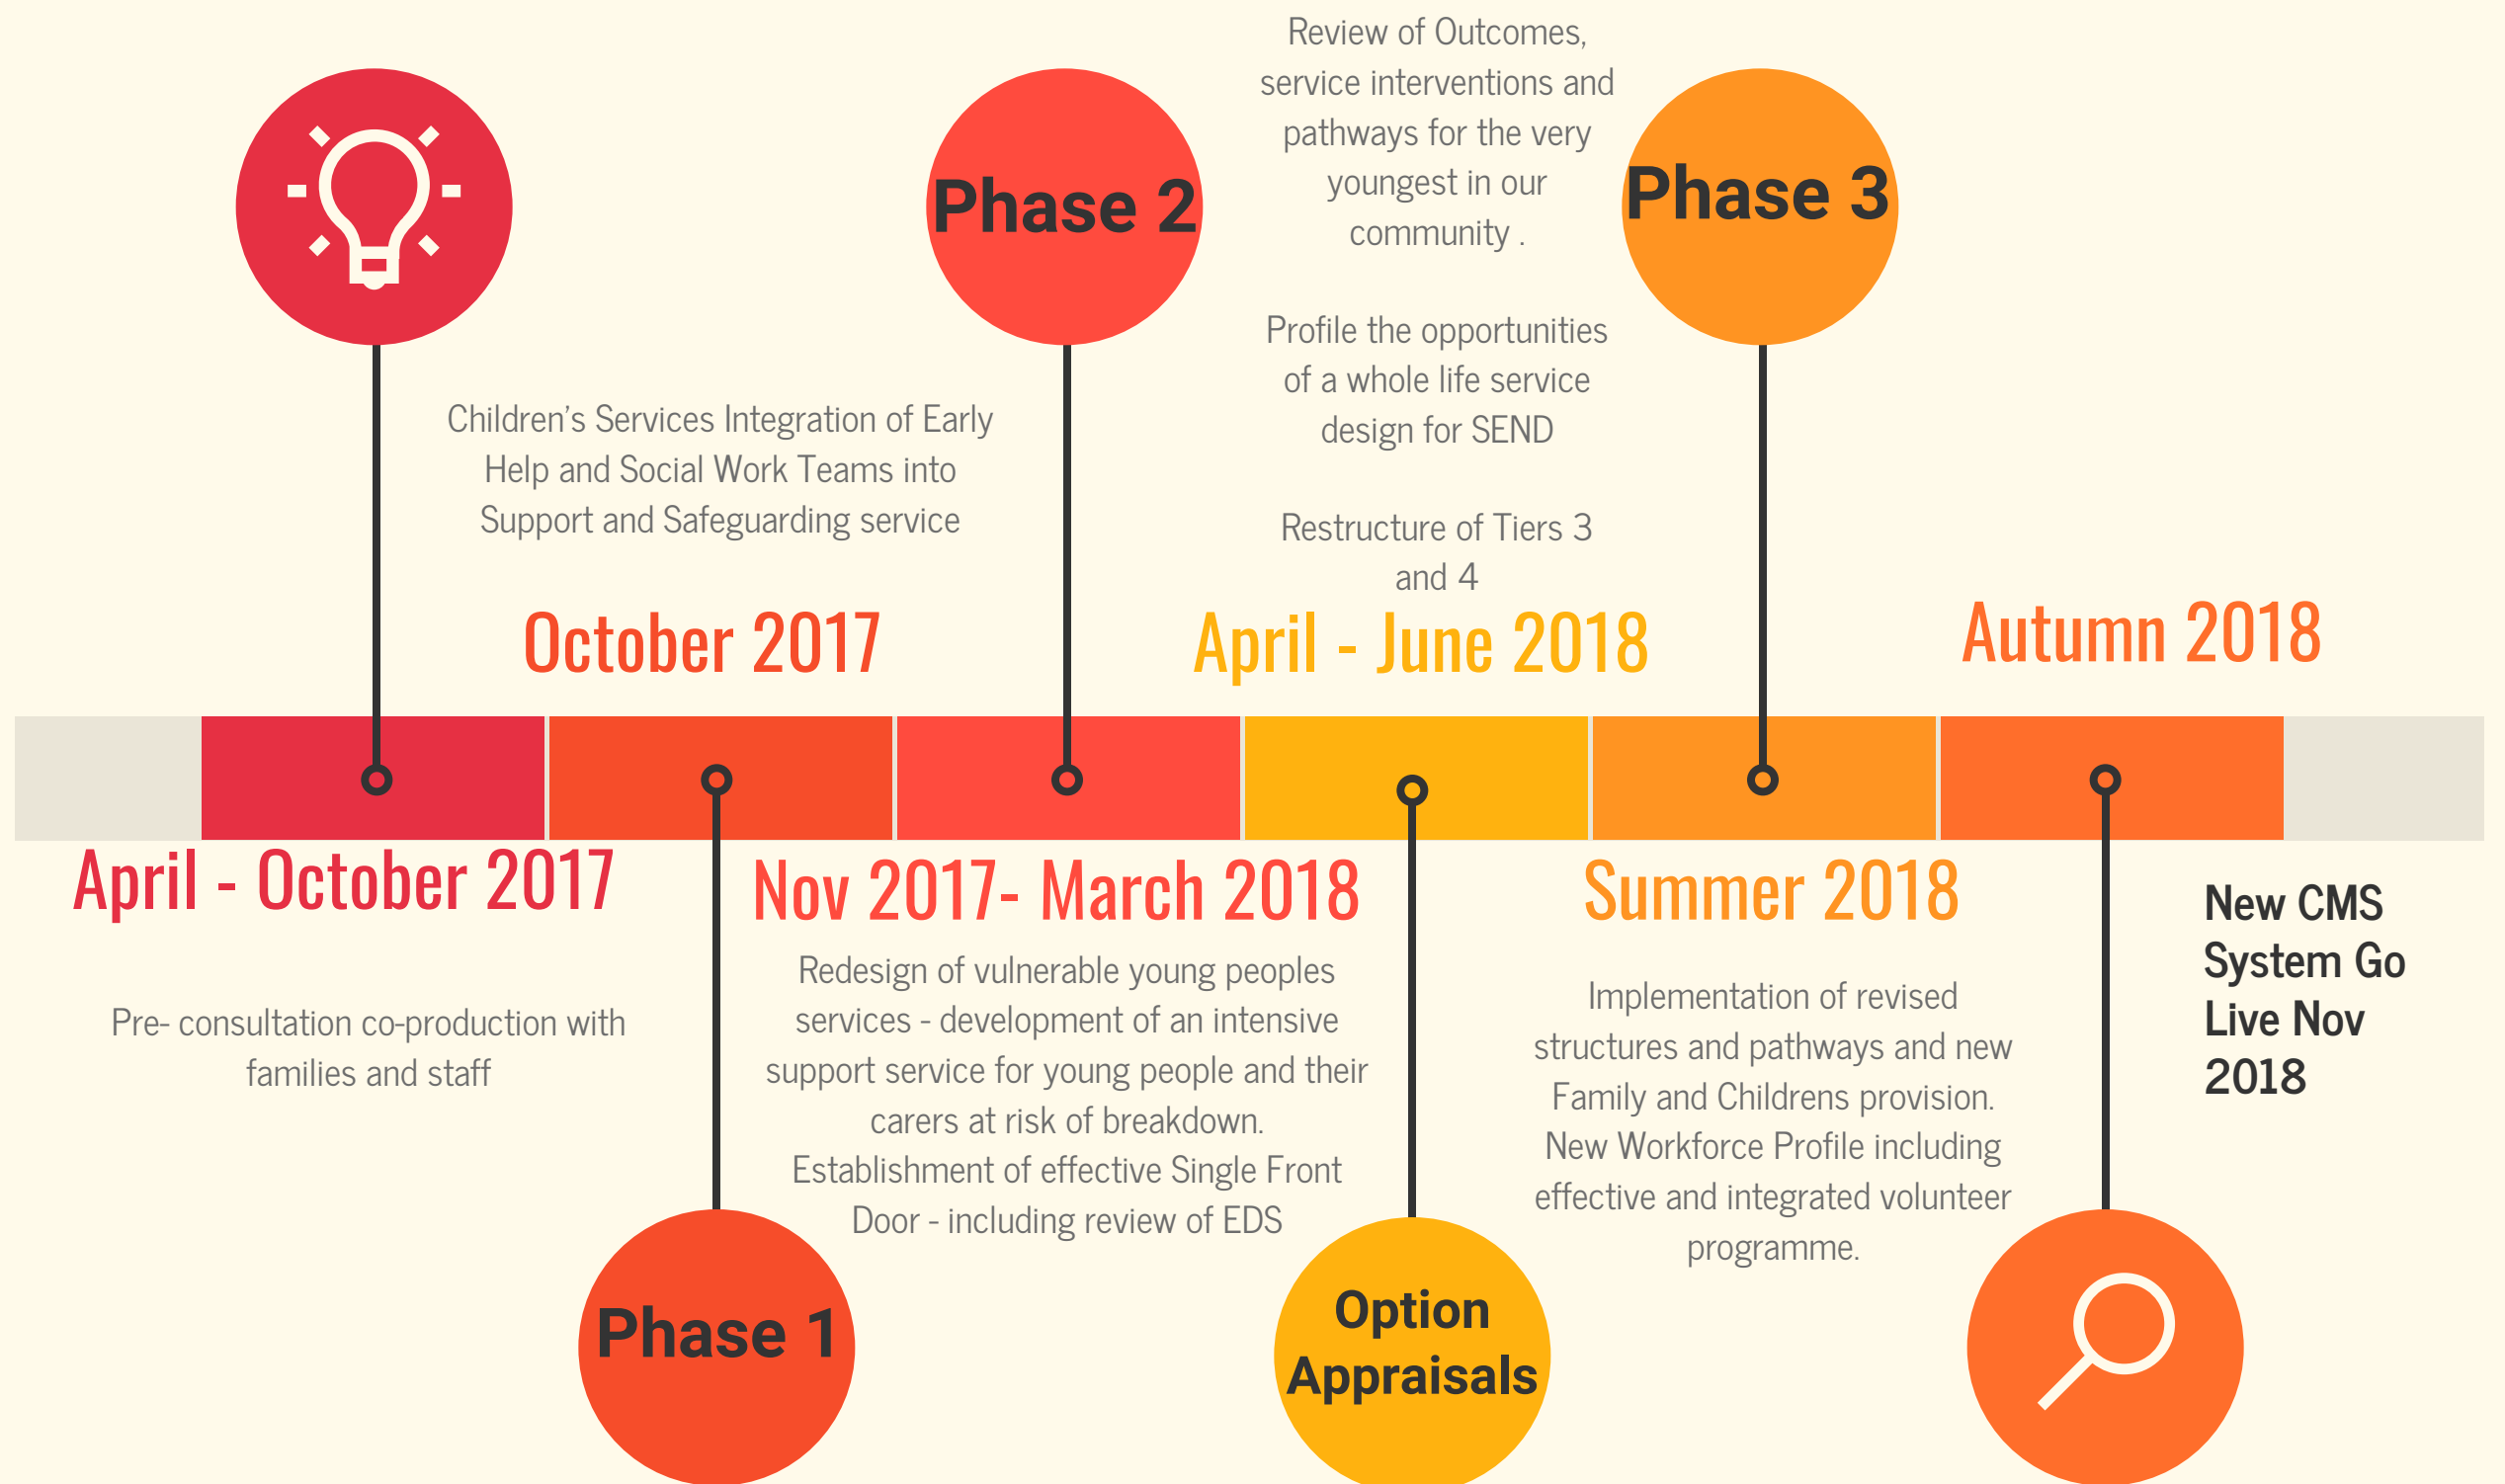 April - October 2017
Pre- consultation co-production with
families and staff
Children's Services Integration of Early
Help and Social Work Teams into
Support and Safeguarding service
October 2017
Phase 1
Phase 2
Nov 2017- March 2018
Redesign of vulnerable young peoples
services - development of an intensive
support service for young people and their
carers at risk of breakdown.
Establishment of effective Single Front
Door - including review of EDS
Review of Outcomes,
service interventions and
pathways for the very
youngest in our
community .
Profile the opportunities
of a whole life service
design for SEND
Restructure of Tiers 3
and 4
April - June 2018
Option
Appraisals
Phase 3
Summer 2018
Implementation of revised
structures and pathways and new
Family and Childrens provision.
New Workforce Profile including
effective and integrated volunteer
programme.
Autumn 2018
New CMS
System Go
Live Nov
2018